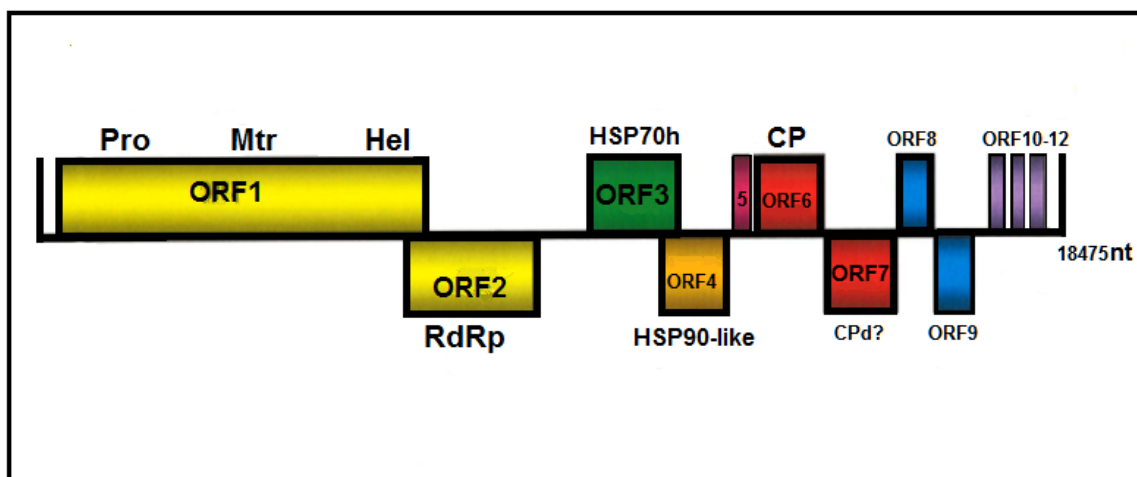 Pro Mtr Hel HSP70h CP ORF8 ORF10-12
ORF1 ORF3 5 ORF6
18475nt
ORF2 ORF4 ORF7
RdRp HSP90-like CPd? ORF9